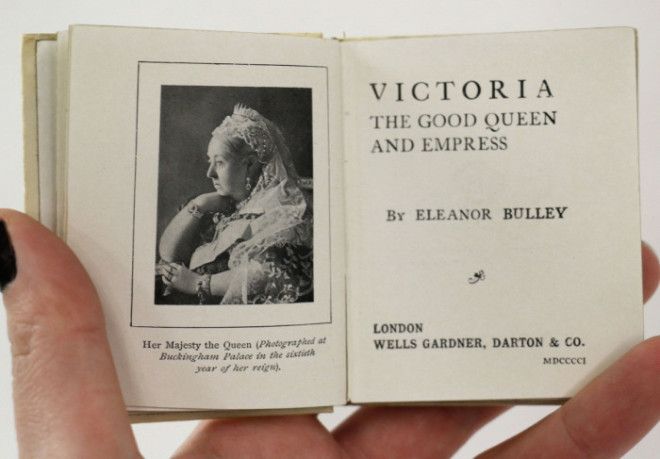 Her Majesty the Queen (Photographed at
Buckingham Palace in the sixtieth
year of her reign).
VICTORIA
THE GOOD QUEEN
AND EMPRESS
BY ELEANOR BULLEY
LONDON
WELLS GARDNER, DARTON & CO.
MDCCCCI